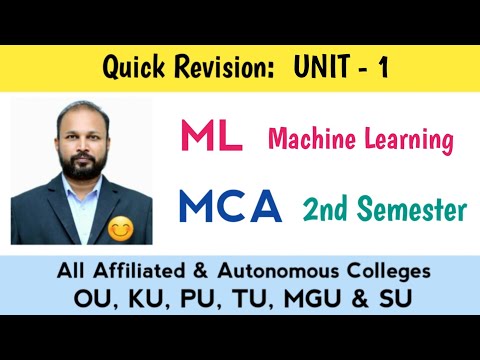 Quick Revision: UNIT - 1
ML Machine Learning
MCA 2nd Semester
All Affiliated & Autonomous Colleges
OU, KU, PU, TU, MGU & SU